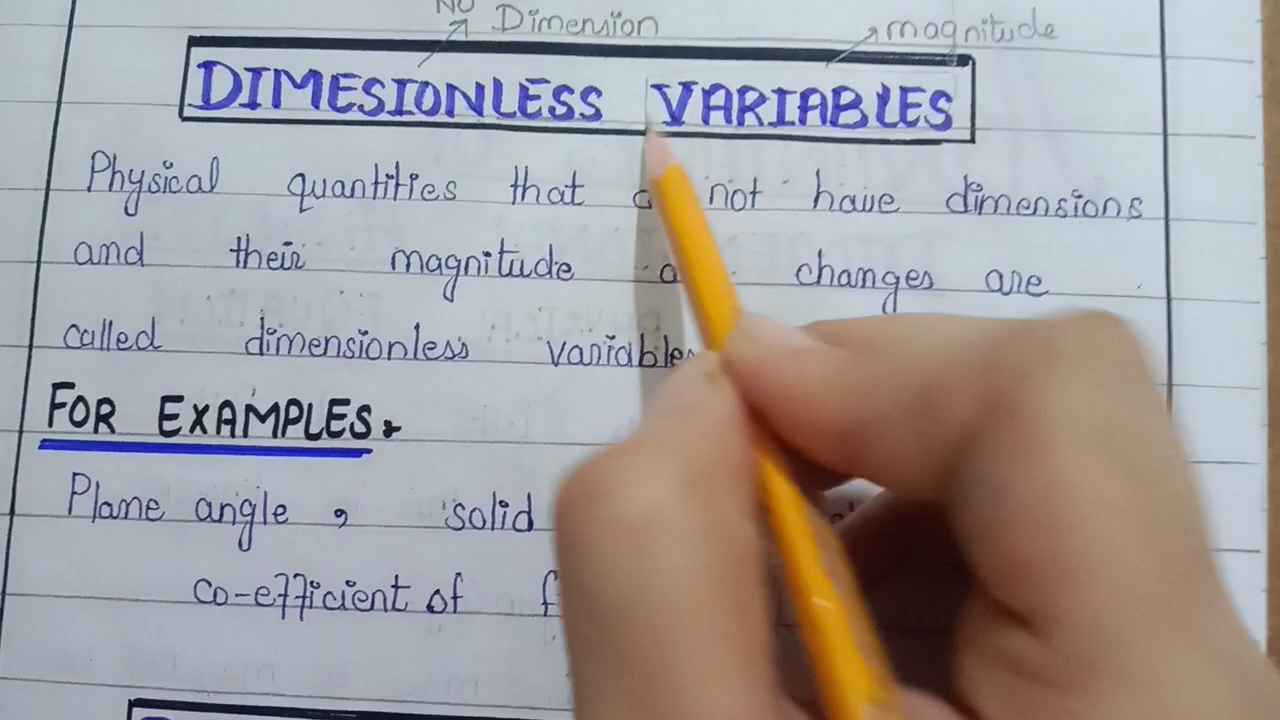 NO Dimension magnitude
DIMESIONLESS VARIABLES
Physical quantities that not have dimensions
and their magnitude changes are
called dimensionless variables
FOR EXAMPLES
Plane angle , solid
co-efficient of